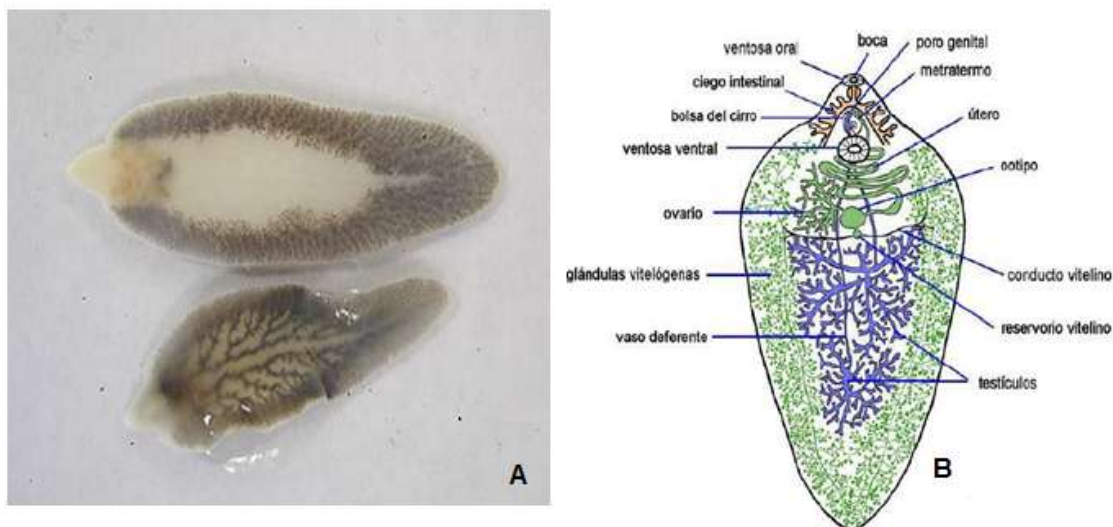 ventosa oral
boca
poro genital
ciego intestinal
metratermo
bolsa del cirro
útero
ventosa ventral
ootipo
ovario
glándulas vitelógenas
conducto vitelino
reservorio vitelino
vaso deferente
testículos
A
B